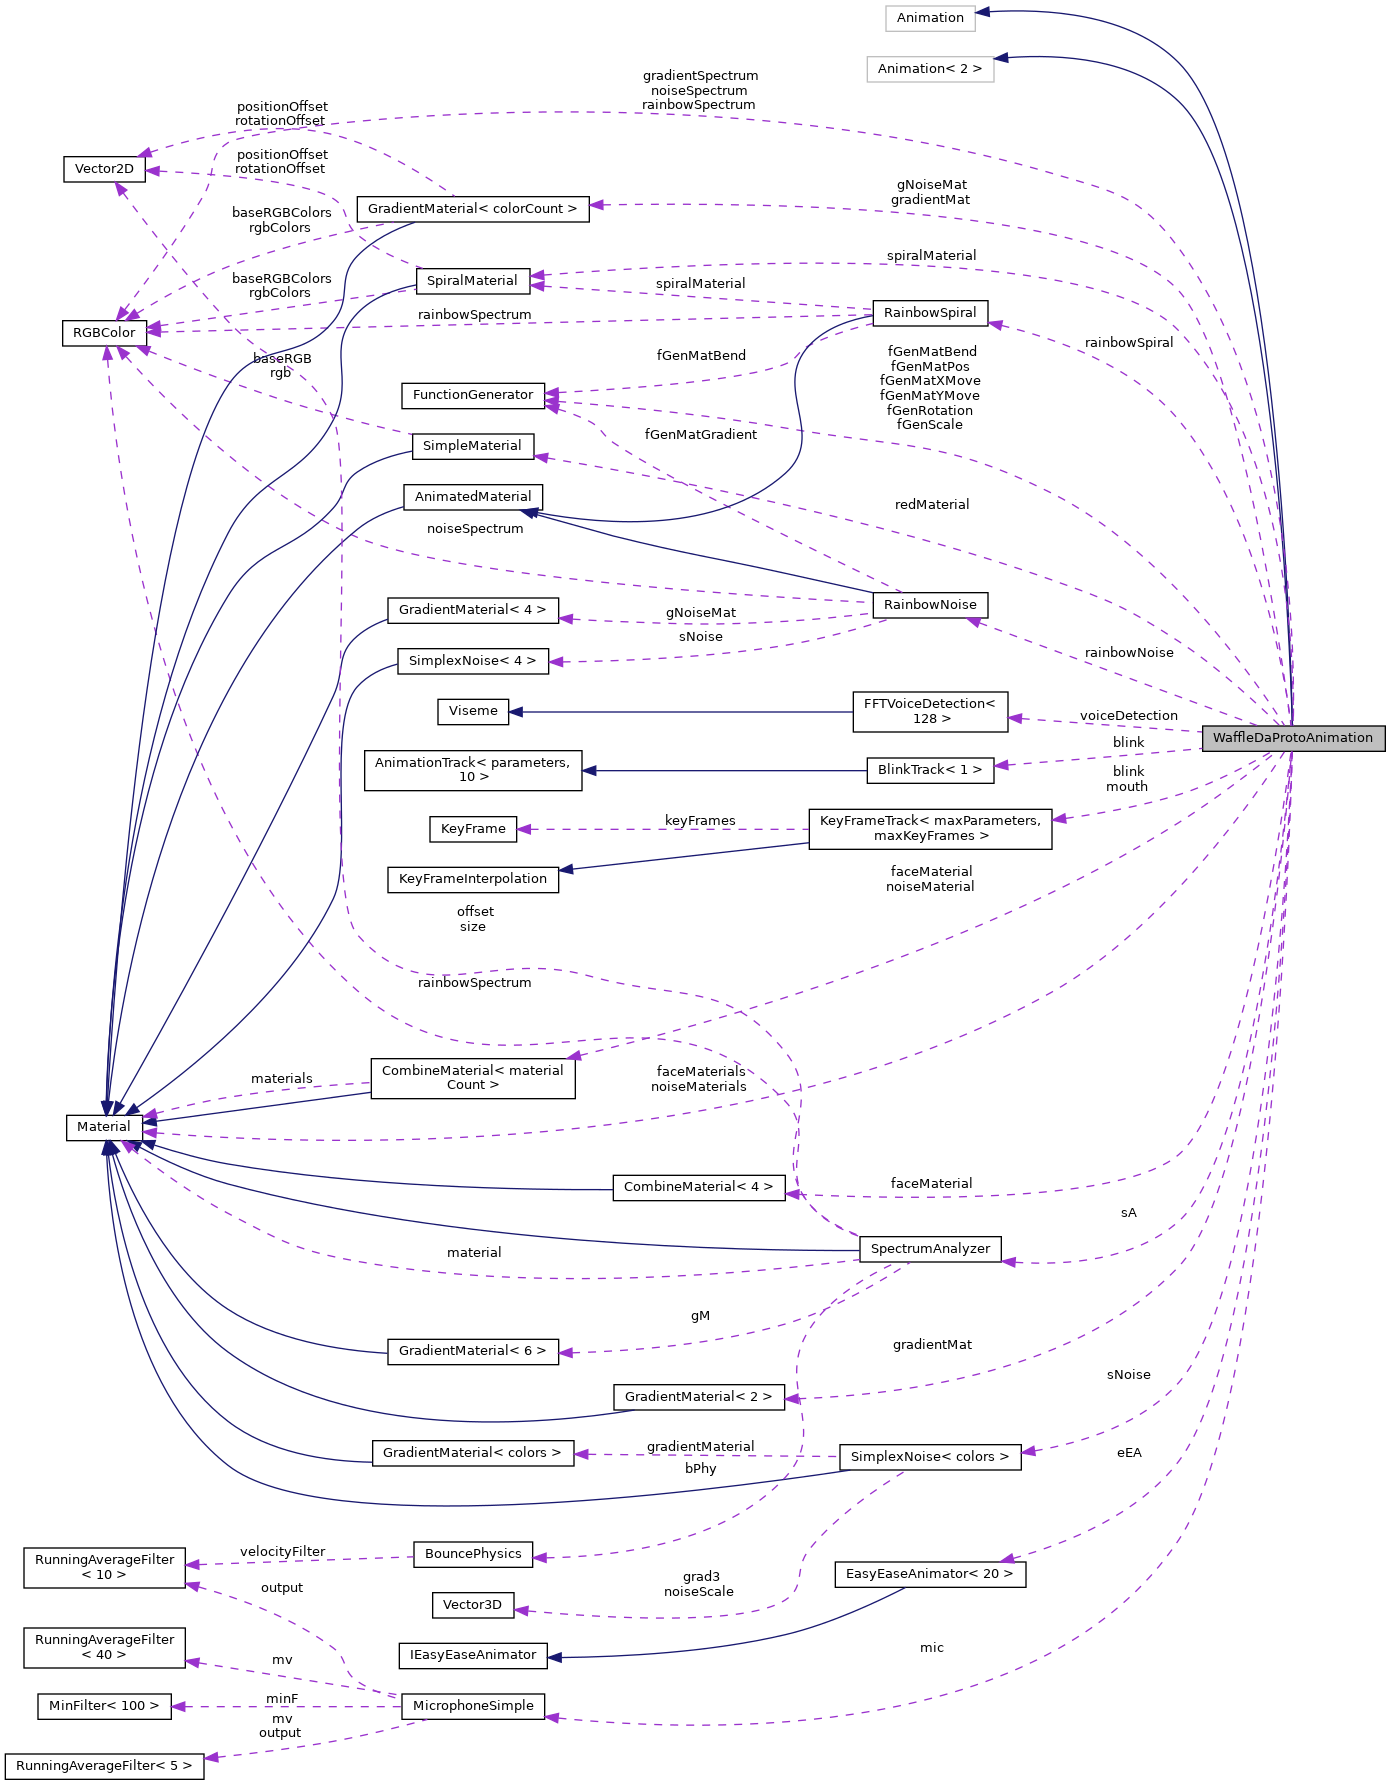 Animation
Animation< 2 >
gradientSpectrum
noiseSpectrum
rainbowSpectrum
positionOffset
rotationOffset
Vector2D
positionOffset
rotationOffset
GradientMaterial< colorCount >
gNoiseMat
gradientMat
baseRGBColors
rgbColors
spiralMaterial
SpiralMaterial
spiralMaterial
baseRGBColors
rgbColors
RainbowSpiral
rainbowSpectrum
RGBColor
rainbowSpiral
baseRGB
rgb
fGenMatBend
fGenMatBend
fGenMatPos
fGenMatXMove
fGenMatYMove
fGenRotation
fGenScale
FunctionGenerator
SimpleMaterial
fGenMatGradient
AnimatedMaterial
redMaterial
noiseSpectrum
GradientMaterial< 4 >
gNoiseMat
RainbowNoise
sNoise
SimplexNoise< 4 >
rainbowNoise
Viseme
FFTVoiceDetection<
128 >
voiceDetection
WaffleDaProtoAnimation
blink
AnimationTrack< parameters,
10 >
BlinkTrack< 1 >
blink
mouth
KeyFrame
keyFrames
KeyFrameTrack< maxParameters,
maxKeyFrames >
KeyFrameInterpolation
faceMaterial
noiseMaterial
offset
size
rainbowSpectrum
CombineMaterial< material
Count >
materials
faceMaterials
noiseMaterials
Material
CombineMaterial< 4 >
faceMaterial
sA
SpectrumAnalyzer
material
gM
GradientMaterial< 6 >
gradientMat
GradientMaterial< 2 >
sNoise
GradientMaterial< colors >
gradientMaterial
SimplexNoise< colors >
bPhy
eEA
RunningAverageFilter
< 10 >
velocityFilter
BouncePhysics
output
EasyEaseAnimator< 20 >
grad3
noiseScale
Vector3D
RunningAverageFilter
< 40 >
mv
IEasyEaseAnimator
mic
MinFilter< 100 >
minF
MicrophoneSimple
mv
output
RunningAverageFilter< 5 >